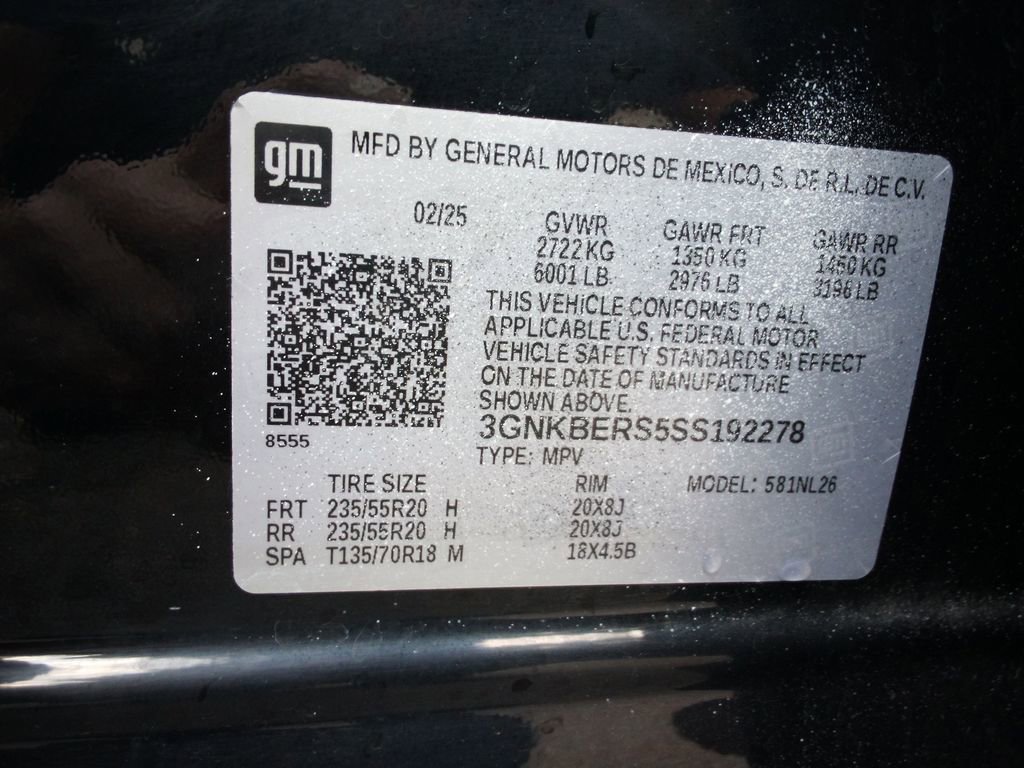 gm
MFD BY GENERAL MOTORS DE MEXICO, S. DE R.L. DE C.V.
02/25 GVWR GAWR FRT GAWR RR
2722 KG 1350 KG 1450 KG
6001 LB 2976 LB 3196 LB
THIS VEHICLE CONFORMS TO ALL
APPLICABLE U.S. FEDERAL MOTOR
VEHICLE SAFETY STANDARDS IN EFFECT
ON THE DATE OF MANUFACTURE
SHOWN ABOVE.
8555
3GNKBERS5SS192278
TYPE: MPV
TIRE SIZE RIM MODEL: 581NL26
FRT 235/55R20 H 20X8J
RR 235/55R20 H 20X8J
SPA T135/70R18 M 18X4.5B